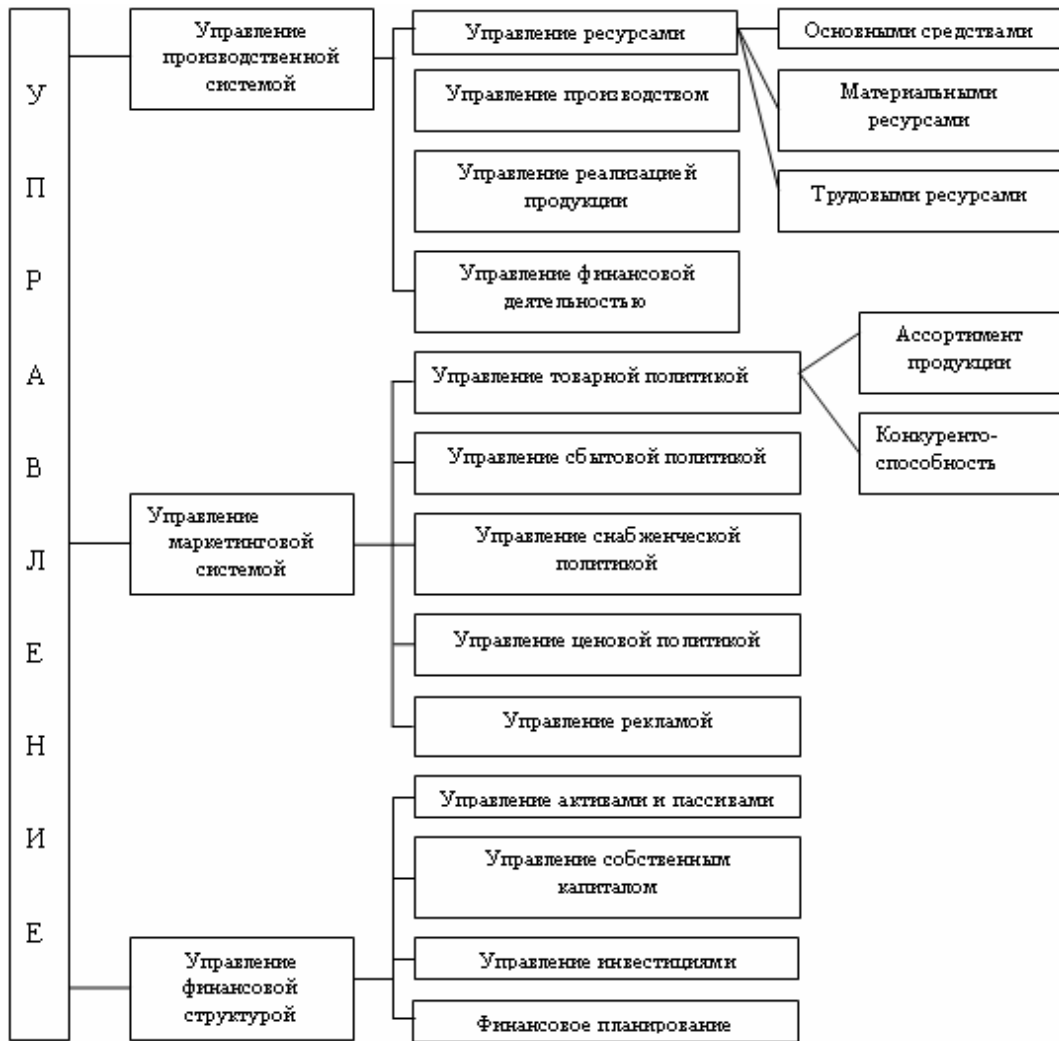 УПРАВЛЕНИЕ
Управление
производственной
системой
Управление ресурсами
Основными средствами
Материальными
ресурсами
Трудовыми ресурсами
Управление производством
Управление реализацией
продукции
Управление финансовой
деятельностью
Управление
маркетинговой
системой
Управление товарной политикой
Ассортимент
продукции
Конкуренто-
способность
Управление сбытовой политикой
Управление снабженческой
политикой
Управление ценовой политикой
Управление рекламой
Управление
финансовой
структурой
Управление активами и пассивами
Управление собственным
капиталом
Управление инвестициями
Финансовое планирование